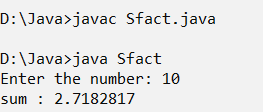 D:\Java>javac Sfact.java
D:\Java>java Sfact
Enter the number: 10
sum : 2.7182817